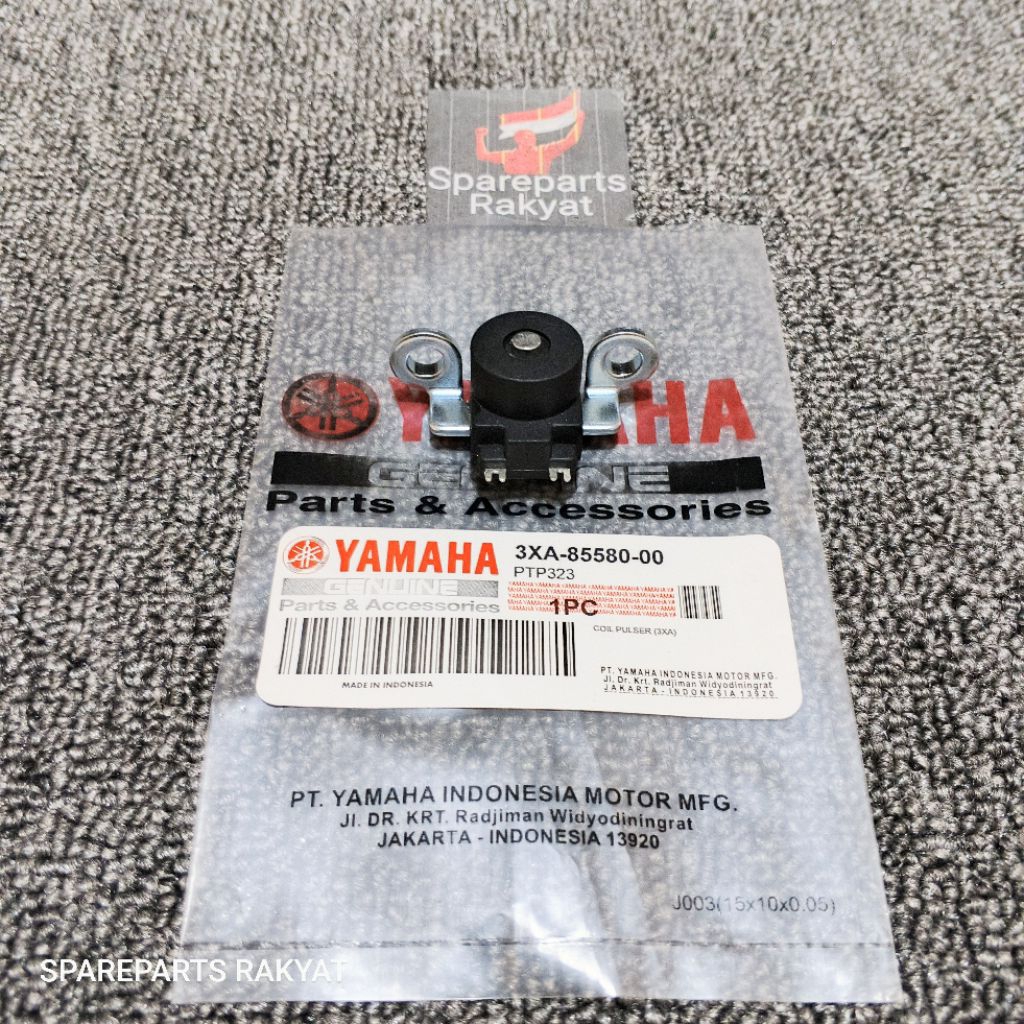 Spareparts
Rakyat
YAMAHA
GENUINE
Parts & Accessories
YAMAHA
GENUINE
Parts & Accessories
3XA-85580-00
PTP323
1PC
COIL PULSER (3XA)
MADE IN INDONESIA
PT. YAMAHA INDONESIA MOTOR MFG.
Jl. Dr. Krt. Radjiman Widyodiningrat
JAKARTA - INDONESIA 13920
PT. YAMAHA INDONESIA MOTOR MFG.
Jl. DR. KRT. Radjiman Widyodiningrat
JAKARTA - INDONESIA 13920
J003(15x10x0.05)
SPAREPARTS RAKYAT